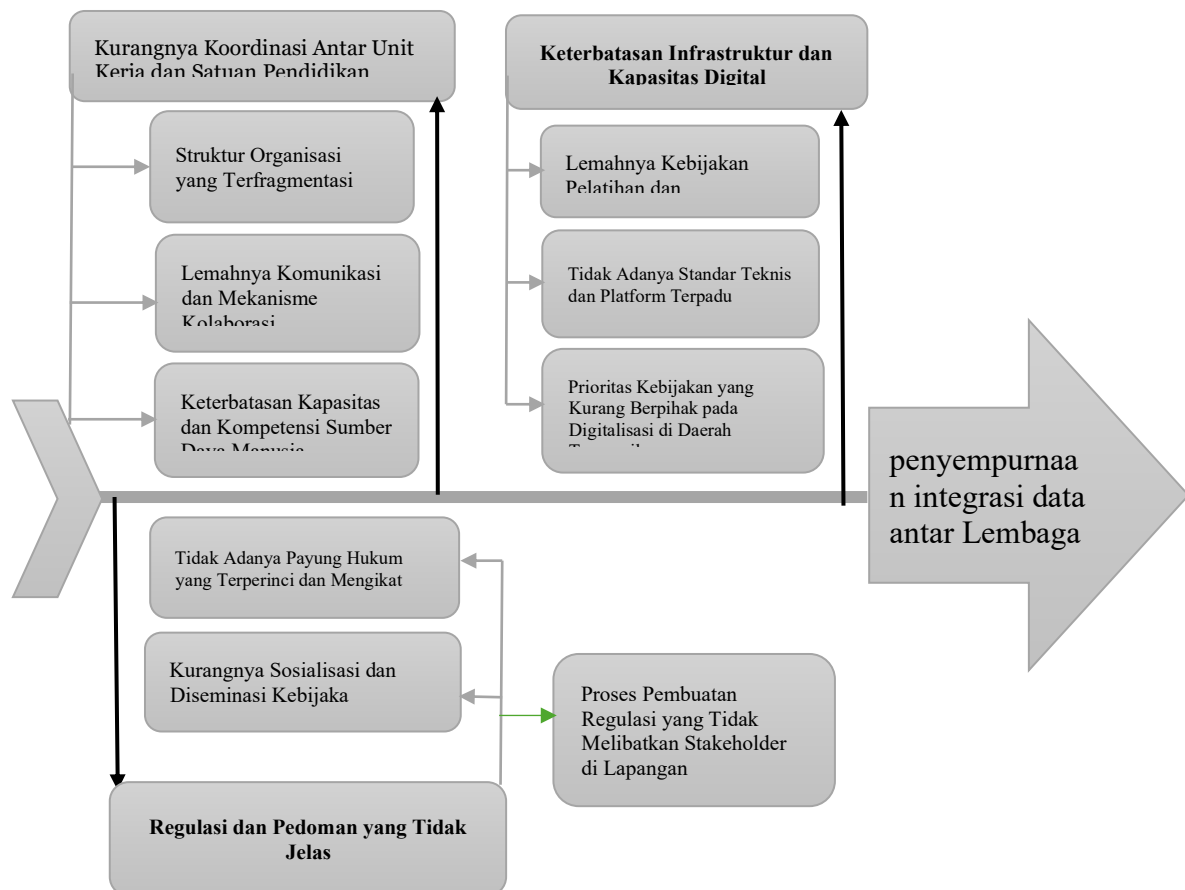 Kurangnya Koordinasi Antar Unit
Kerja dan Satuan Pendidikan
Struktur Organisasi
yang Terfragmentasi
Lemahnya Komunikasi
dan Mekanisme
Kolaborasi
Keterbatasan Kapasitas
dan Kompetensi Sumber
Daya Manusia
Keterbatasan Infrastruktur dan
Kapasitas Digital
Lemahnya Kebijakan
Pelatihan dan
Tidak Adanya Standar Teknis
dan Platform Terpadu
Prioritas Kebijakan yang
Kurang Berpihak pada
Digitalisasi di Daerah
penyempurnaa
n integrasi data
antar Lembaga
Tidak Adanya Payung Hukum
yang Terperinci dan Mengikat
Kurangnya Sosialisasi dan
Diseminasi Kebijaka
Proses Pembuatan
Regulasi yang Tidak
Melibatkan Stakeholder
di Lapangan
Regulasi dan Pedoman yang Tidak
Jelas